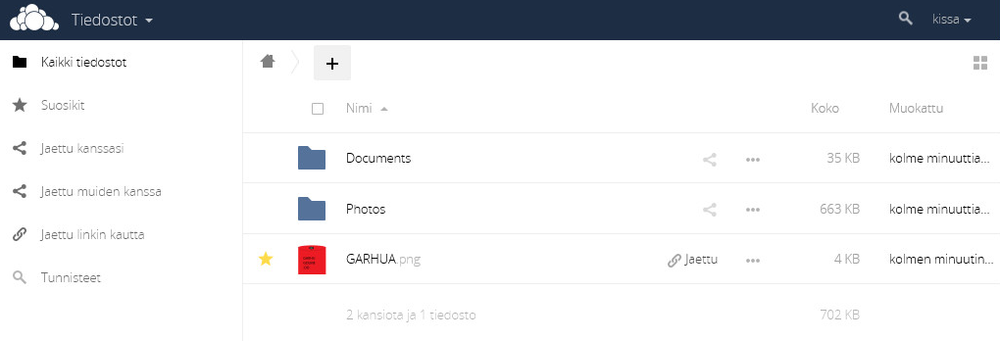 Tiedostot
kissa
Kaikki tiedostot
Suosikit
Jaettu kanssasi
Jaettu muiden kanssa
Jaettu linkin kautta
Tunnisteet
Nimi Koko Muokattu
Documents 35 KB kolme minuuttia...
Photos 663 KB kolme minuuttia...
GARHUA.png Jaettu 4 KB kolmen minuutin...
2 kansiota ja 1 tiedosto 702 KB